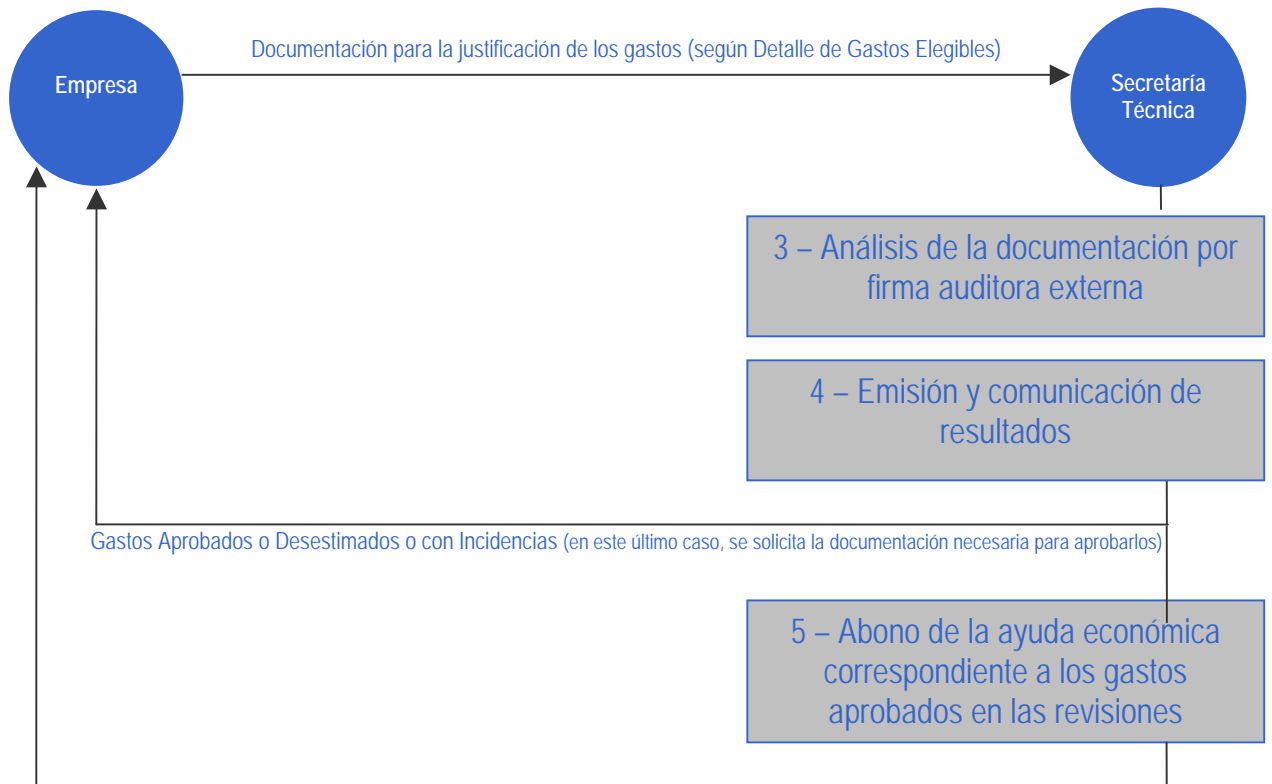 Documentación para la justificación de los gastos (según Detalle de Gastos Elegibles)
Empresa
Secretaría
Técnica
3 – Análisis de la documentación por
firma auditora externa
4 – Emisión y comunicación de
resultados
Gastos Aprobados o Desestimados o con Incidencias (en este último caso, se solicita la documentación necesaria para aprobarlos)
5 – Abono de la ayuda económica
correspondiente a los gastos
aprobados en las revisiones